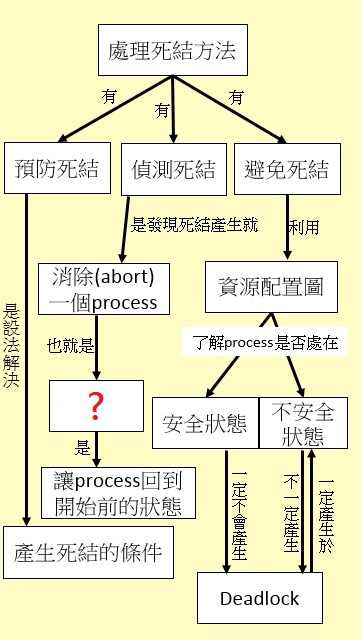 處理死結方法
有
有
有
預防死結
偵測死結
避免死結
是發現死結產生就
利用
消除(abort)
一個process
資源配置圖
是設法解決
也就是
了解process是否處在
?
安全狀態
不安全
狀態
是
讓process回到
開始前的狀態
一定不會產生
不一定產生
一定產生於
產生死結的條件
Deadlock